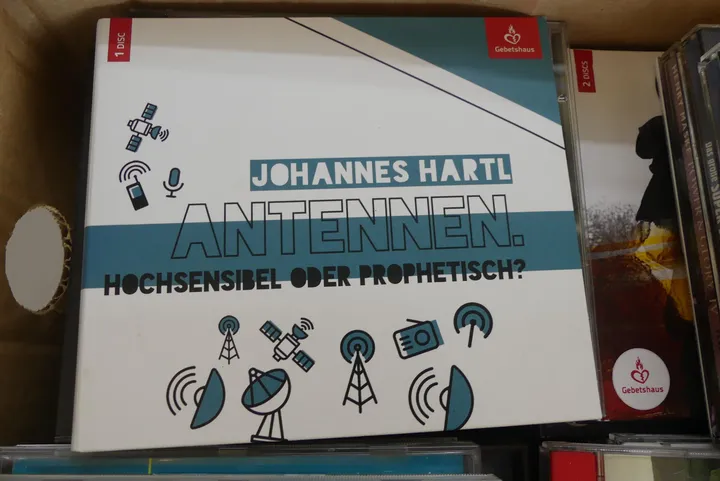 1 DISC
Gebetshaus
JOHANNES HARTL
ANTENNEN.
HOCHSENSIBEL ODER PROPHETISCH?
2 DISCS
Gebetshaus